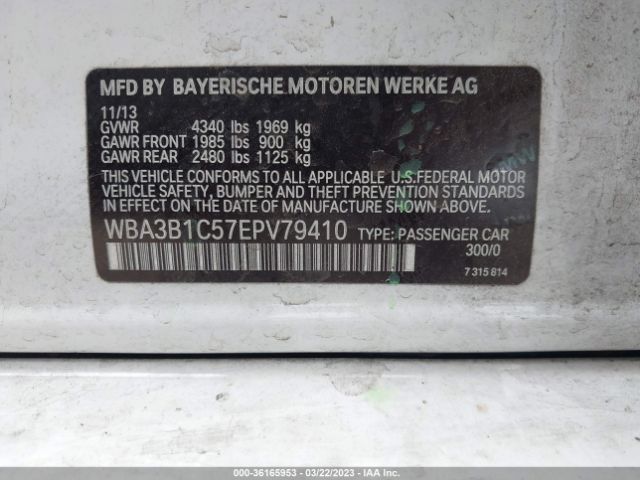 MFD BY BAYERISCHE MOTOREN WERKE AG
11/13
GVWR 4340 lbs 1969 kg
GAWR FRONT 1985 lbs 900 kg
GAWR REAR 2480 lbs 1125 kg
THIS VEHICLE CONFORMS TO ALL APPLICABLE U.S.FEDERAL MOTOR
VEHICLE SAFETY, BUMPER AND THEFT PREVENTION STANDARDS
IN EFFECT ON THE DATE OF MANUFACTURE SHOWN ABOVE.
WBA3B1C57EPV79410 TYPE: PASSENGER CAR
300/0
7 315 814
000-36165953 - 03/22/2023 - IAA Inc.